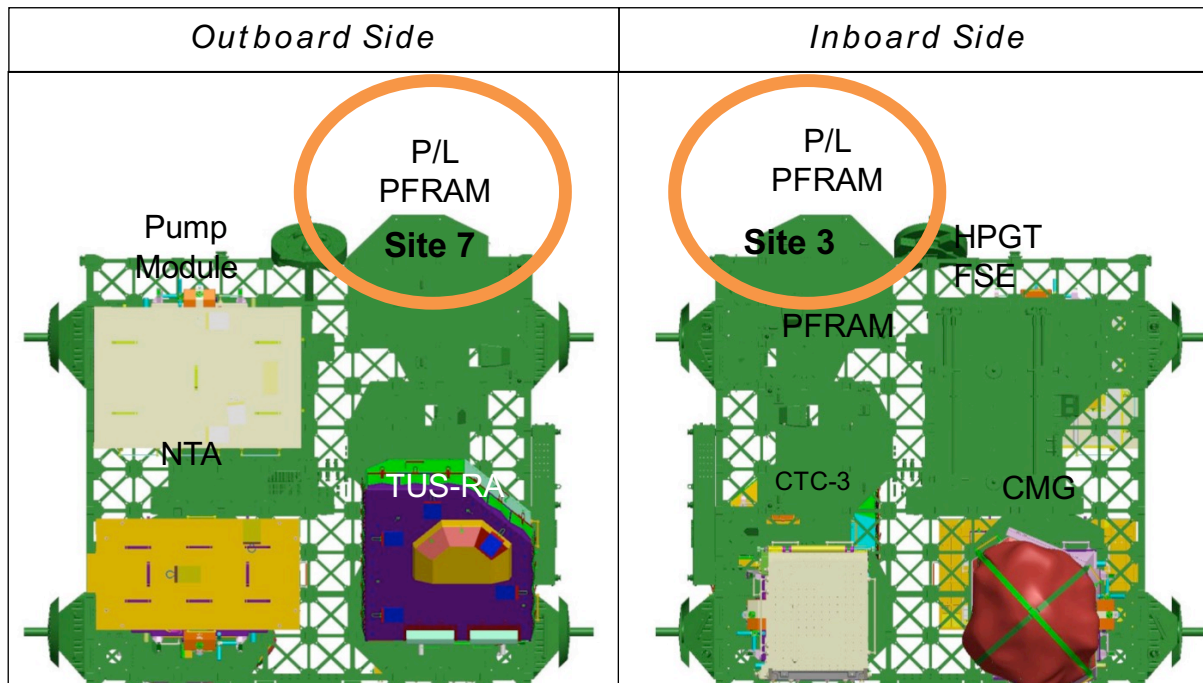 Outboard Side
Inboard Side
P/L
PFRAM
Site 7
Pump
Module
NTA
TUS-RA
P/L
PFRAM
Site 3
HPGT
FSE
PFRAM
CTC-3
CMG